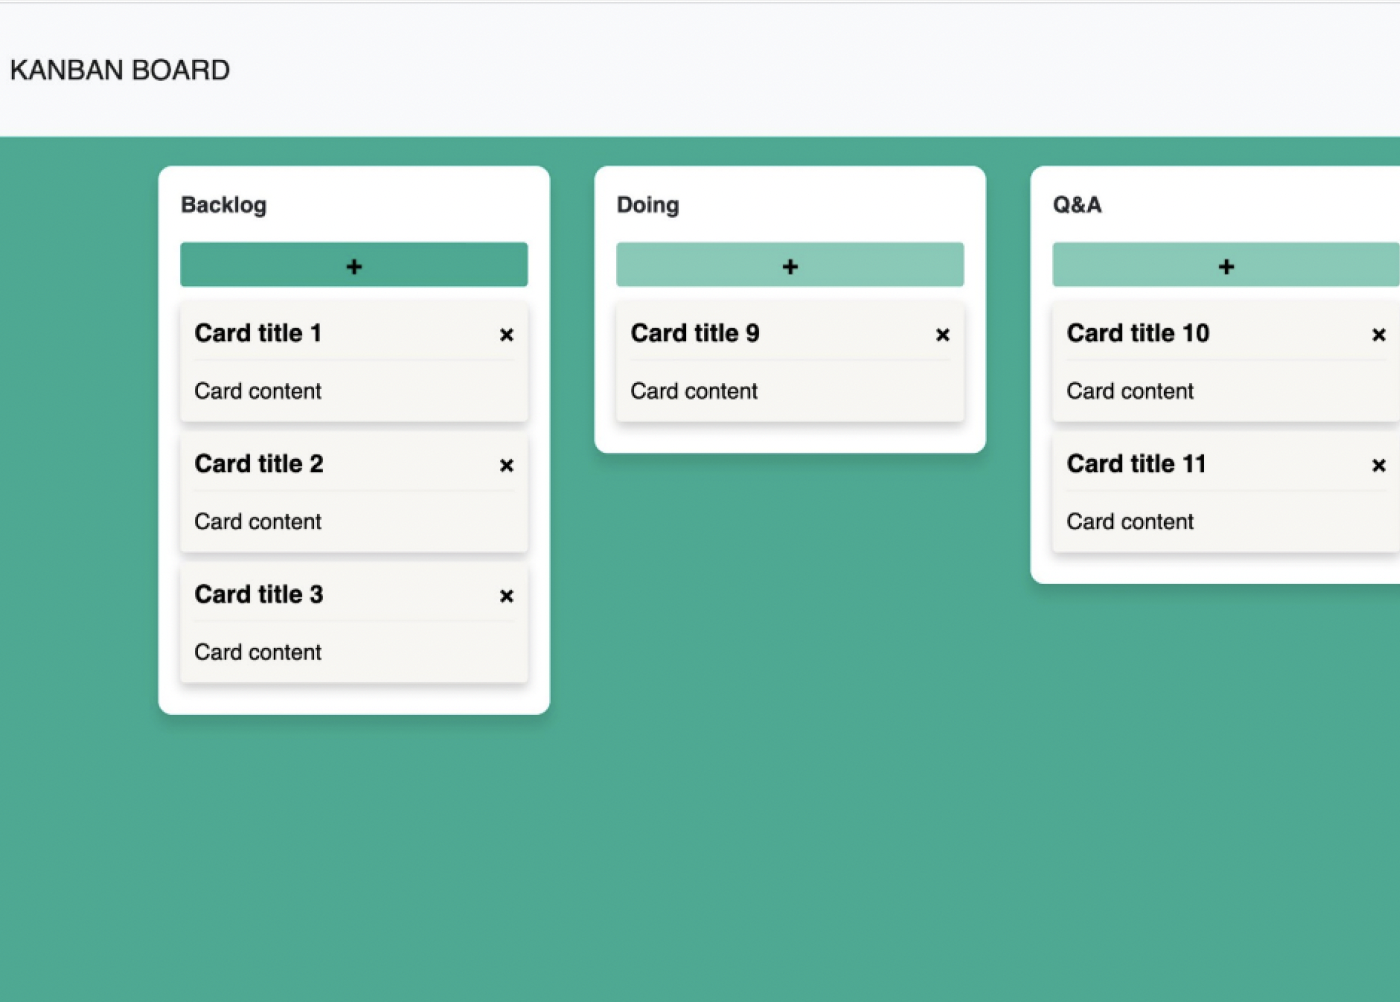 KANBAN BOARD
Backlog
+
Card title 1 ×
Card content
Card title 2 ×
Card content
Card title 3 ×
Card content
Doing
+
Card title 9 ×
Card content
Q&A
+
Card title 10 ×
Card content
Card title 11 ×
Card content